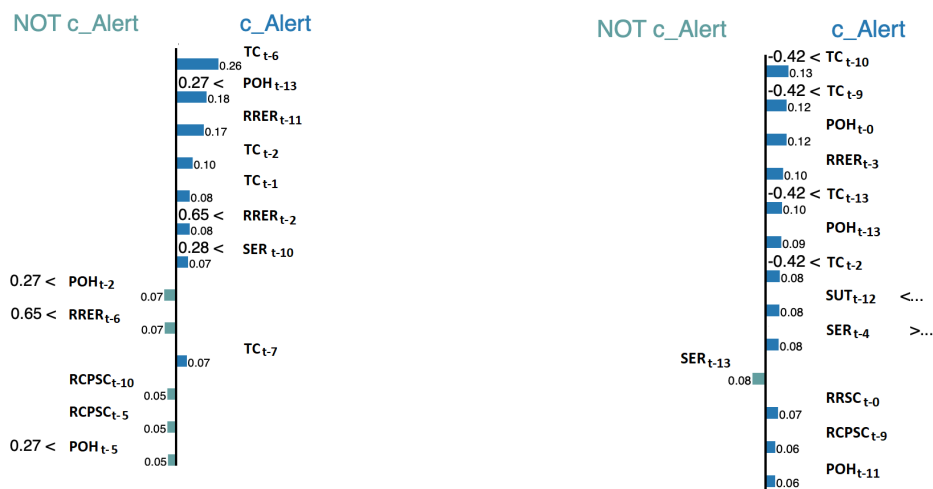 NOT c_Alert c_Alert
TC t-6
0.26
0.27 < POH t-13
0.18
RRER t-11
0.17
TC t-2
0.10
TC t-1
0.08
0.65 < RRER t-2
0.08
0.28 < SER t-10
0.07
0.27 < POH t-2
0.07
0.65 < RRER t-6
0.07
TC t-7
0.07
RCPSC t-10
0.05
RCPSC t-5
0.05
0.27 < POH t-5
0.05
NOT c_Alert c_Alert
-0.42 < TC t-10
0.13
-0.42 < TC t-9
0.12
POH t-0
0.12
RRER t-3
0.10
-0.42 < TC t-13
0.10
POH t-13
0.09
-0.42 < TC t-2
0.08
SUT t-12 <...
0.08
SER t-4 >...
0.08
SER t-13
0.08
RRSC t-0
0.07
RCPSC t-9
0.06
POH t-11
0.06